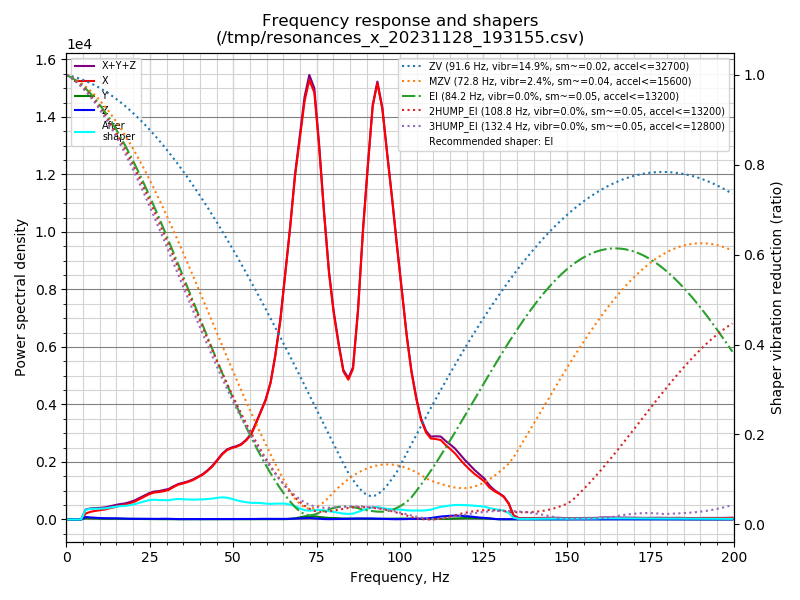 Frequency response and shapers
(/tmp/resonances_x_20231128_193155.csv)
1e4
X+Y+Z
X
Y
Z
After
shaper
ZV (91.6 Hz, vibr=14.9%, sm~=0.02, accel<=32700)
MZV (72.8 Hz, vibr=2.4%, sm~=0.04, accel<=15600)
EI (84.2 Hz, vibr=0.0%, sm~=0.05, accel<=13200)
2HUMP_EI (108.8 Hz, vibr=0.0%, sm~=0.05, accel<=13200)
3HUMP_EI (132.4 Hz, vibr=0.0%, sm~=0.05, accel<=12800)
Recommended shaper: EI
Power spectral density
1.6
1.4
1.2
1.0
0.8
0.6
0.4
0.2
0.0
1.0
0.8
0.6
0.4
0.2
0.0
Shaper vibration reduction (ratio)
0 25 50 75 100 125 150 175 200
Frequency, Hz